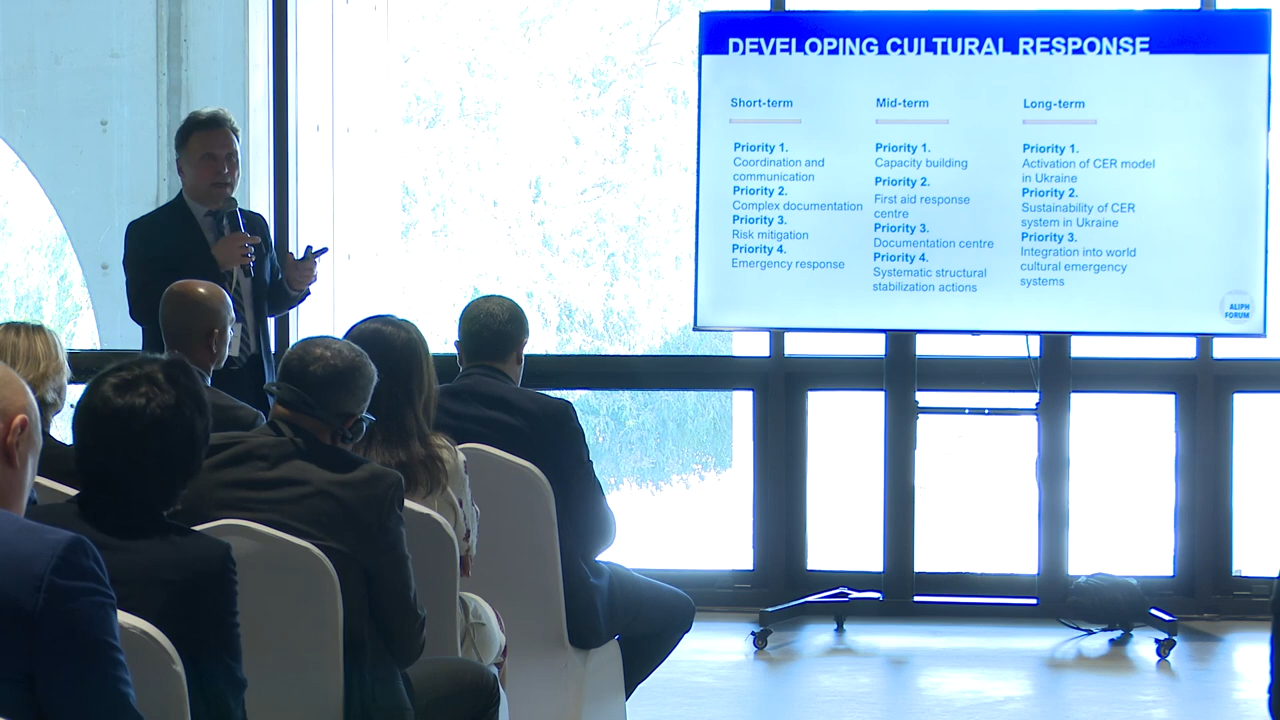 DEVELOPING CULTURAL RESPONSE
Short-term
Priority 1.
Coordination and
communication
Priority 2.
Complex documentation
Priority 3.
Risk mitigation
Priority 4.
Emergency response
Mid-term
Priority 1.
Capacity building
Priority 2.
First aid response
centre
Priority 3.
Documentation centre
Priority 4.
Systematic structural
stabilization actions
Long-term
Priority 1.
Activation of CER model
in Ukraine
Priority 2.
Sustainability of CER
system in Ukraine
Priority 3.
Integration into world
cultural emergency
systems
ALIPH
FORUM